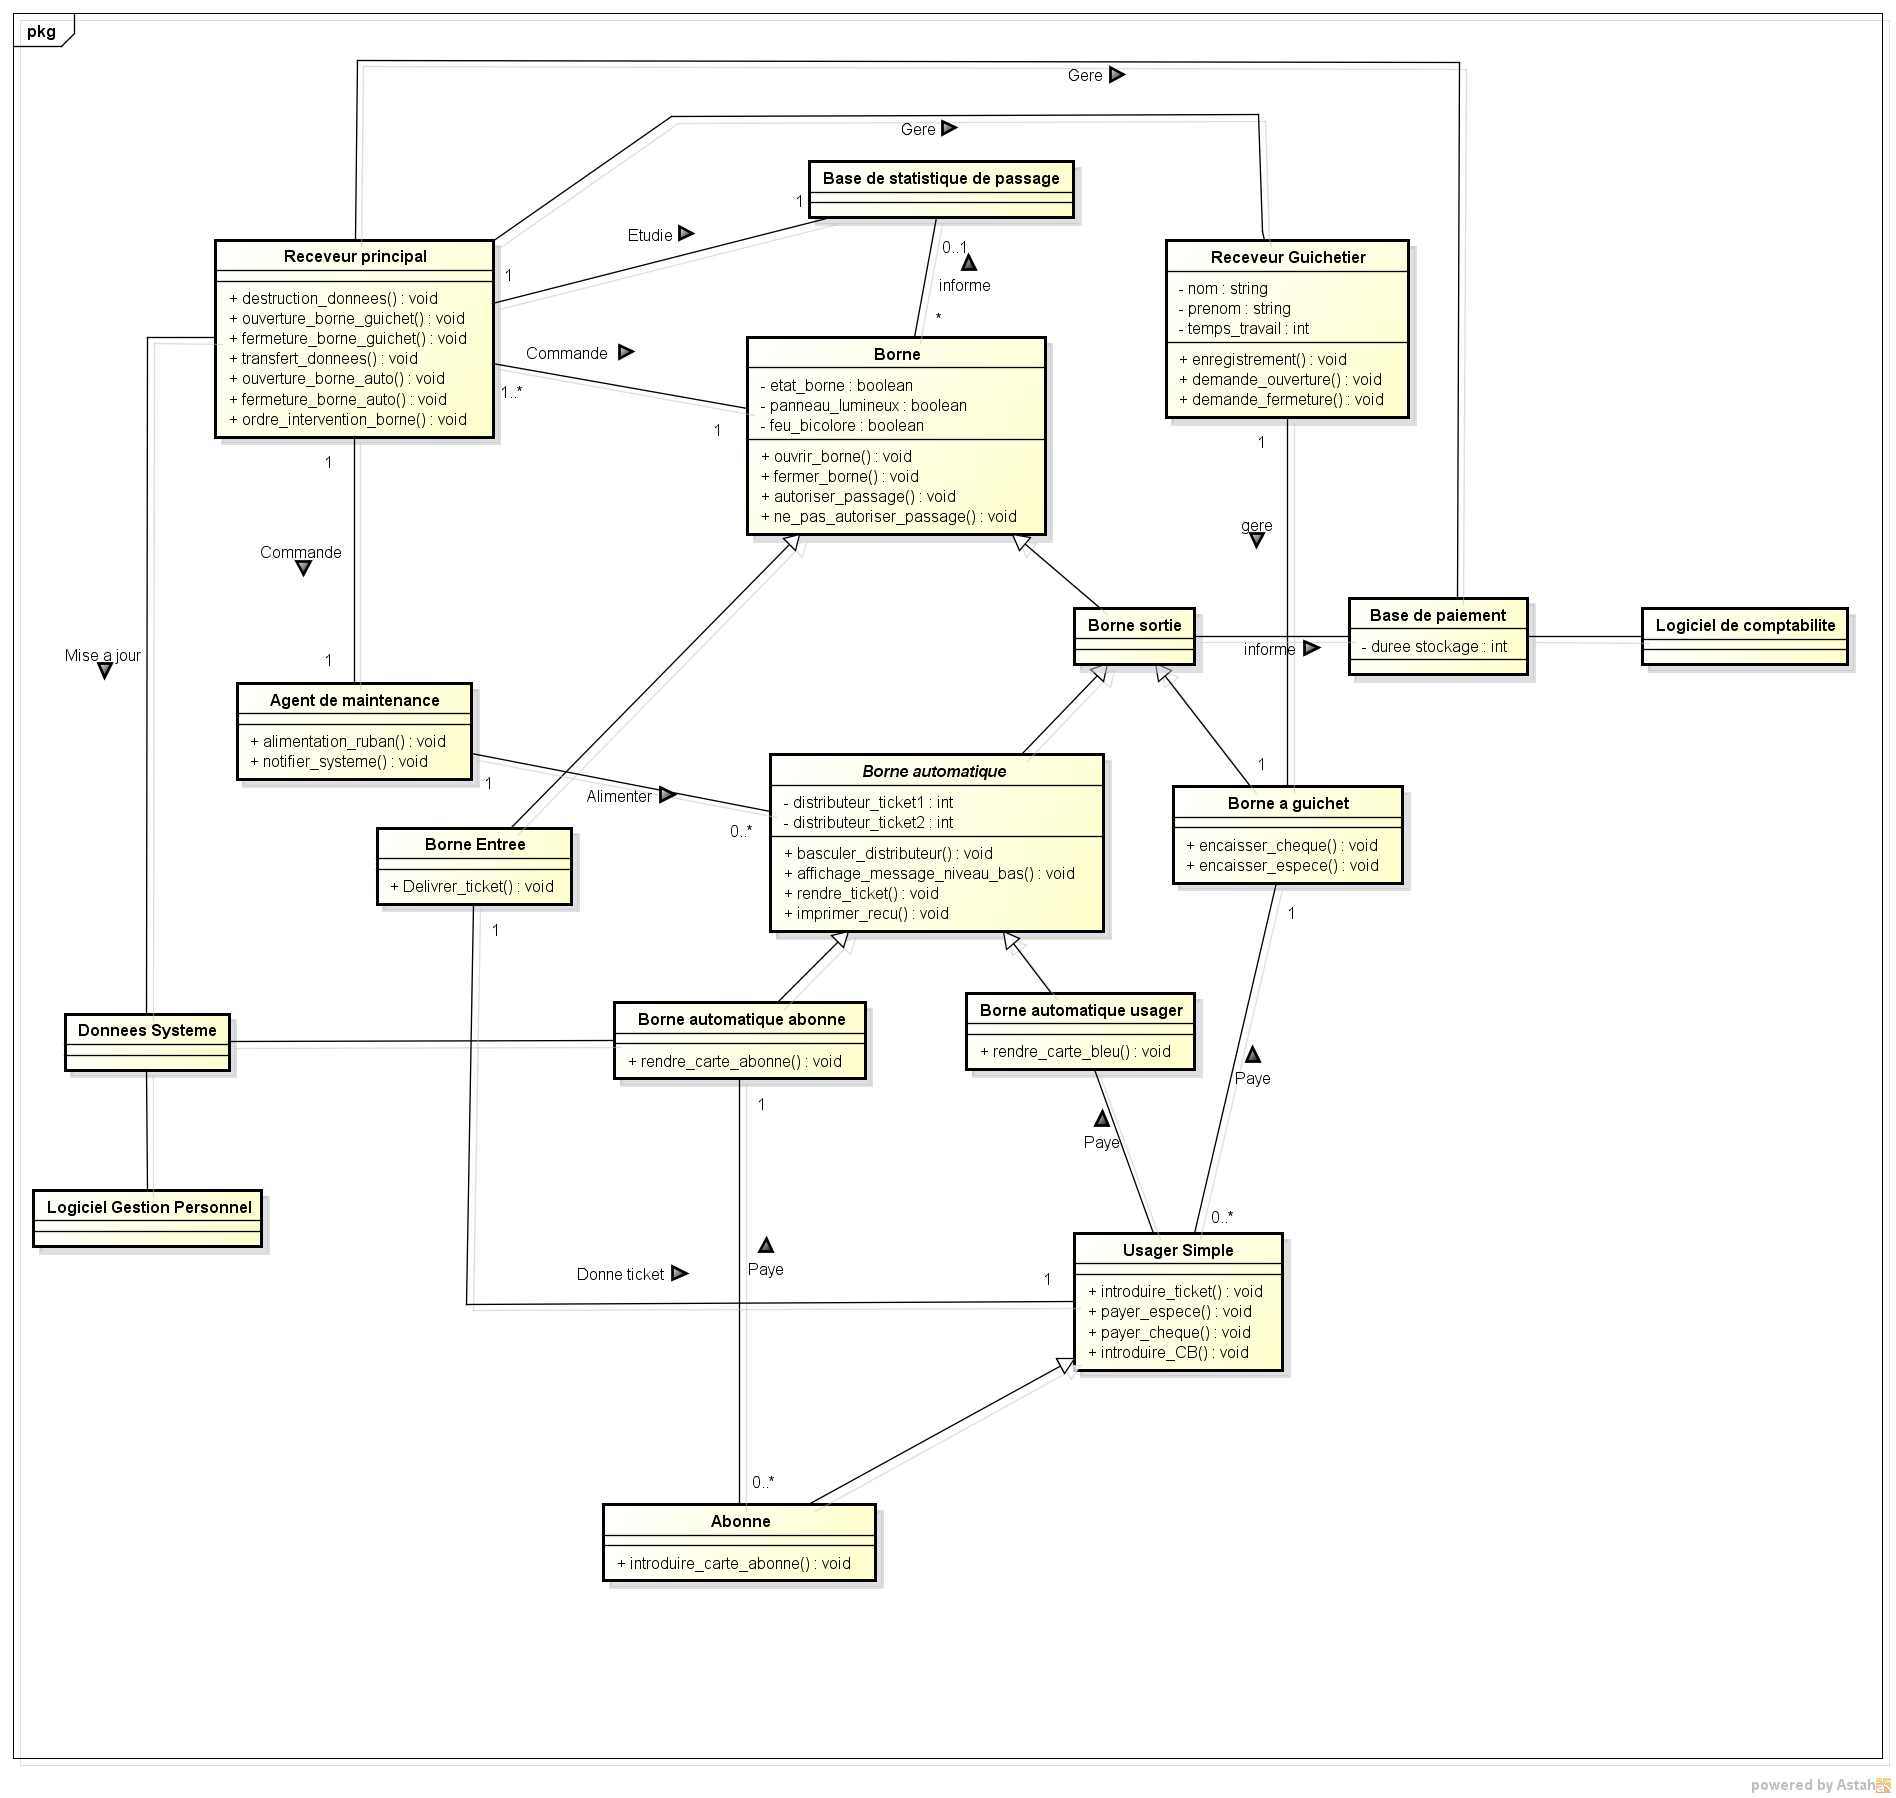 pkg
Gere
Gere
Base de statistique de passage
1
Etudie
1
0..1
informe
*
Receveur principal
+ destruction_donnees() : void
+ ouverture_borne_guichet() : void
+ fermeture_borne_guichet() : void
+ transfert_donnees() : void
+ ouverture_borne_auto() : void
+ fermeture_borne_auto() : void
+ ordre_intervention_borne() : void
Receveur Guichetier
- nom : string
- prenom : string
- temps_travail : int
+ enregistrement() : void
+ demande_ouverture() : void
+ demande_fermeture() : void
Commande
1..*
1
Borne
- etat_borne : boolean
- panneau_lumineux : boolean
- feu_bicolore : boolean
+ ouvrir_borne() : void
+ fermer_borne() : void
+ autoriser_passage() : void
+ ne_pas_autoriser_passage() : void
1
Commande
1
1
gere
1
Mise a jour
Borne sortie
informe
Base de paiement
- duree stockage : int
Logiciel de comptabilite
Agent de maintenance
+ alimentation_ruban() : void
+ notifier_systeme() : void
1
Alimenter
0..*
Borne automatique
- distributeur_ticket1 : int
- distributeur_ticket2 : int
+ basculer_distributeur() : void
+ affichage_message_niveau_bas() : void
+ rendre_ticket() : void
+ imprimer_recu() : void
Borne a guichet
+ encaisser_cheque() : void
+ encaisser_espece() : void
1
Borne Entree
+ Delivrer_ticket() : void
1
Donnees Systeme
Borne automatique abonne
+ rendre_carte_abonne() : void
1
Borne automatique usager
+ rendre_carte_bleu() : void
Paye
Paye
Logiciel Gestion Personnel
0..*
Donne ticket
Paye
1
Usager Simple
+ introduire_ticket() : void
+ payer_espece() : void
+ payer_cheque() : void
+ introduire_CB() : void
0..*
Abonne
+ introduire_carte_abonne() : void
powered by Astah